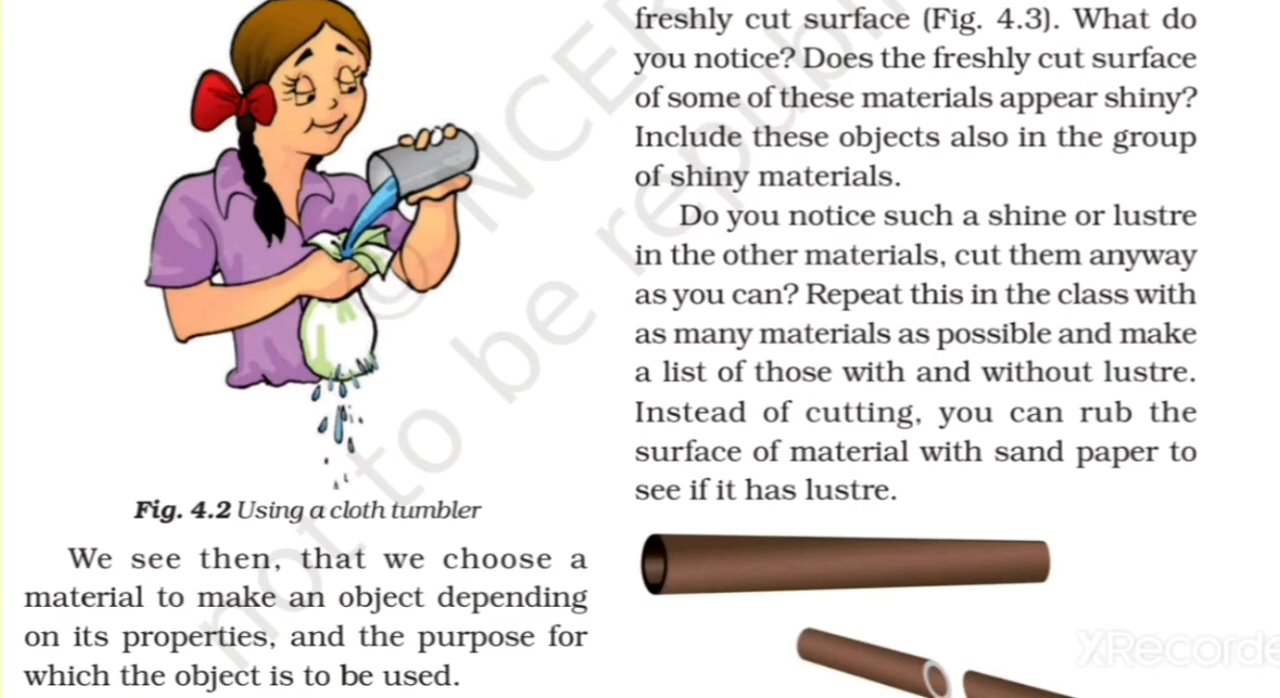 Fig. 4.2 Using a cloth tumbler
We see then, that we choose a
material to make an object depending
on its properties, and the purpose for
which the object is to be used.
freshly cut surface (Fig. 4.3). What do
you notice? Does the freshly cut surface
of some of these materials appear shiny?
Include these objects also in the group
of shiny materials.
Do you notice such a shine or lustre
in the other materials, cut them anyway
as you can? Repeat this in the class with
as many materials as possible and make
a list of those with and without lustre.
Instead of cutting, you can rub the
surface of material with sand paper to
see if it has lustre.
© NCER
not to be republi
XRecorde